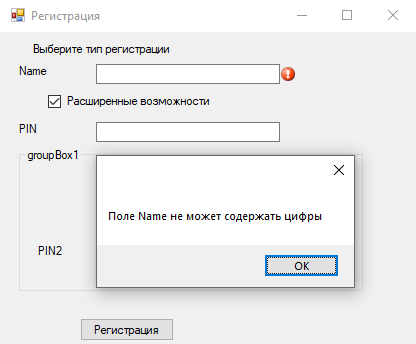 Регистрация
Выберите тип регистрации
Name
Расширенные возможности
PIN
groupBox1
Поле Name не может содержать цифры
PIN2
OK
Регистрация